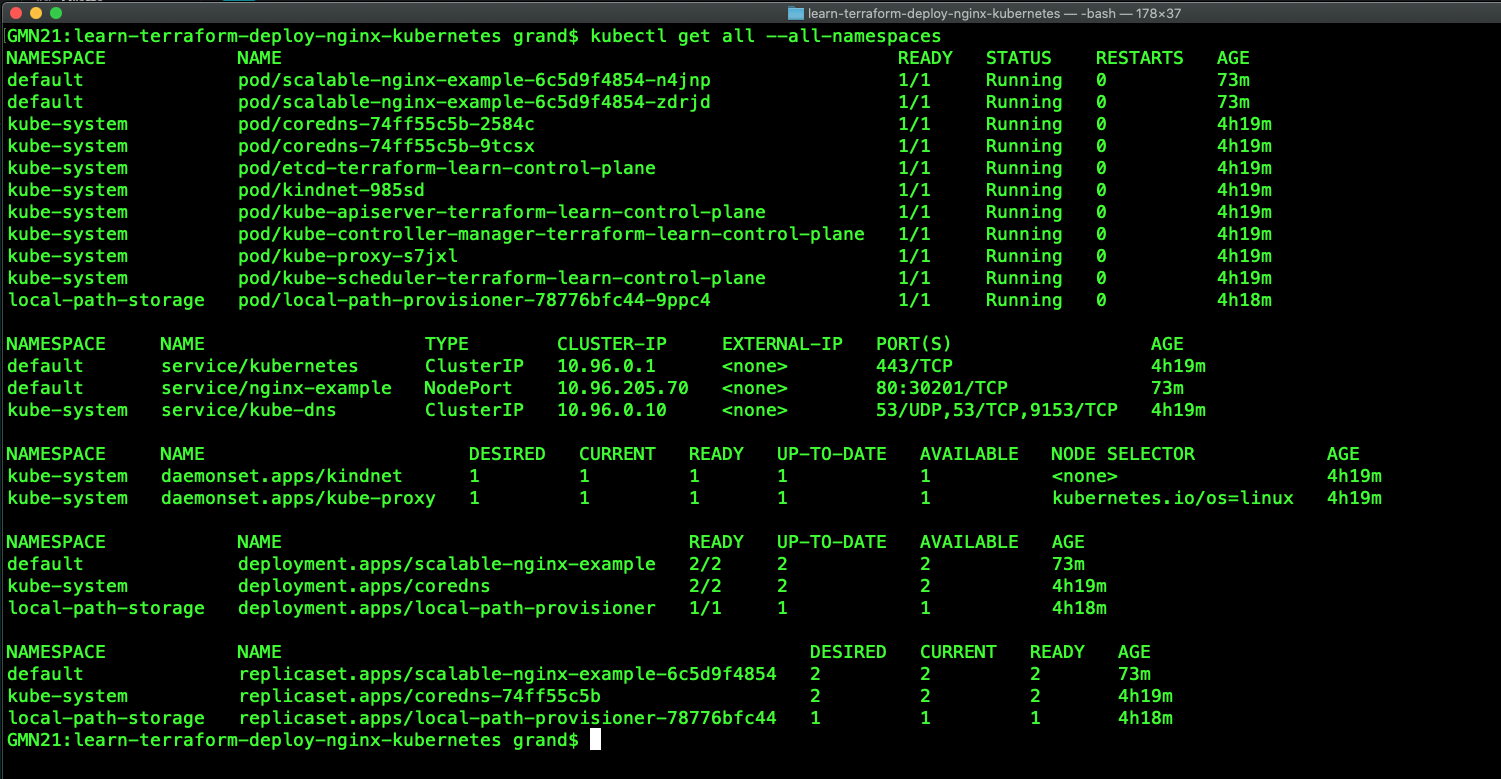 learn-terraform-deploy-nginx-kubernetes — -bash — 178×37
GMN21:learn-terraform-deploy-nginx-kubernetes grand$ kubectl get all --all-namespaces
NAMESPACE NAME READY STATUS RESTARTS AGE
default pod/scalable-nginx-example-6c5d9f4854-n4jnp 1/1 Running 0 73m
default pod/scalable-nginx-example-6c5d9f4854-zdrjd 1/1 Running 0 73m
kube-system pod/coredns-74ff55c5b-2584c 1/1 Running 0 4h19m
kube-system pod/coredns-74ff55c5b-9tcsx 1/1 Running 0 4h19m
kube-system pod/etcd-terraform-learn-control-plane 1/1 Running 0 4h19m
kube-system pod/kindnet-985sd 1/1 Running 0 4h19m
kube-system pod/kube-apiserver-terraform-learn-control-plane 1/1 Running 0 4h19m
kube-system pod/kube-controller-manager-terraform-learn-control-plane 1/1 Running 0 4h19m
kube-system pod/kube-proxy-s7jxl 1/1 Running 0 4h19m
kube-system pod/kube-scheduler-terraform-learn-control-plane 1/1 Running 0 4h19m
local-path-storage pod/local-path-provisioner-78776bfc44-9ppc4 1/1 Running 0 4h18m
NAMESPACE NAME TYPE CLUSTER-IP EXTERNAL-IP PORT(S) AGE
default service/kubernetes ClusterIP 10.96.0.1 <none> 443/TCP 4h19m
default service/nginx-example NodePort 10.96.205.70 <none> 80:30201/TCP 73m
kube-system service/kube-dns ClusterIP 10.96.0.10 <none> 53/UDP,53/TCP,9153/TCP 4h19m
NAMESPACE NAME DESIRED CURRENT READY UP-TO-DATE AVAILABLE NODE SELECTOR AGE
kube-system daemonset.apps/kindnet 1 1 1 1 1 <none> 4h19m
kube-system daemonset.apps/kube-proxy 1 1 1 1 1 kubernetes.io/os=linux 4h19m
NAMESPACE NAME READY UP-TO-DATE AVAILABLE AGE
default deployment.apps/scalable-nginx-example 2/2 2 2 73m
kube-system deployment.apps/coredns 2/2 2 2 4h19m
local-path-storage deployment.apps/local-path-provisioner 1/1 1 1 4h18m
NAMESPACE NAME DESIRED CURRENT READY AGE
default replicaset.apps/scalable-nginx-example-6c5d9f4854 2 2 2 73m
kube-system replicaset.apps/coredns-74ff55c5b 2 2 2 4h19m
local-path-storage replicaset.apps/local-path-provisioner-78776bfc44 1 1 1 4h18m
GMN21:learn-terraform-deploy-nginx-kubernetes grand$